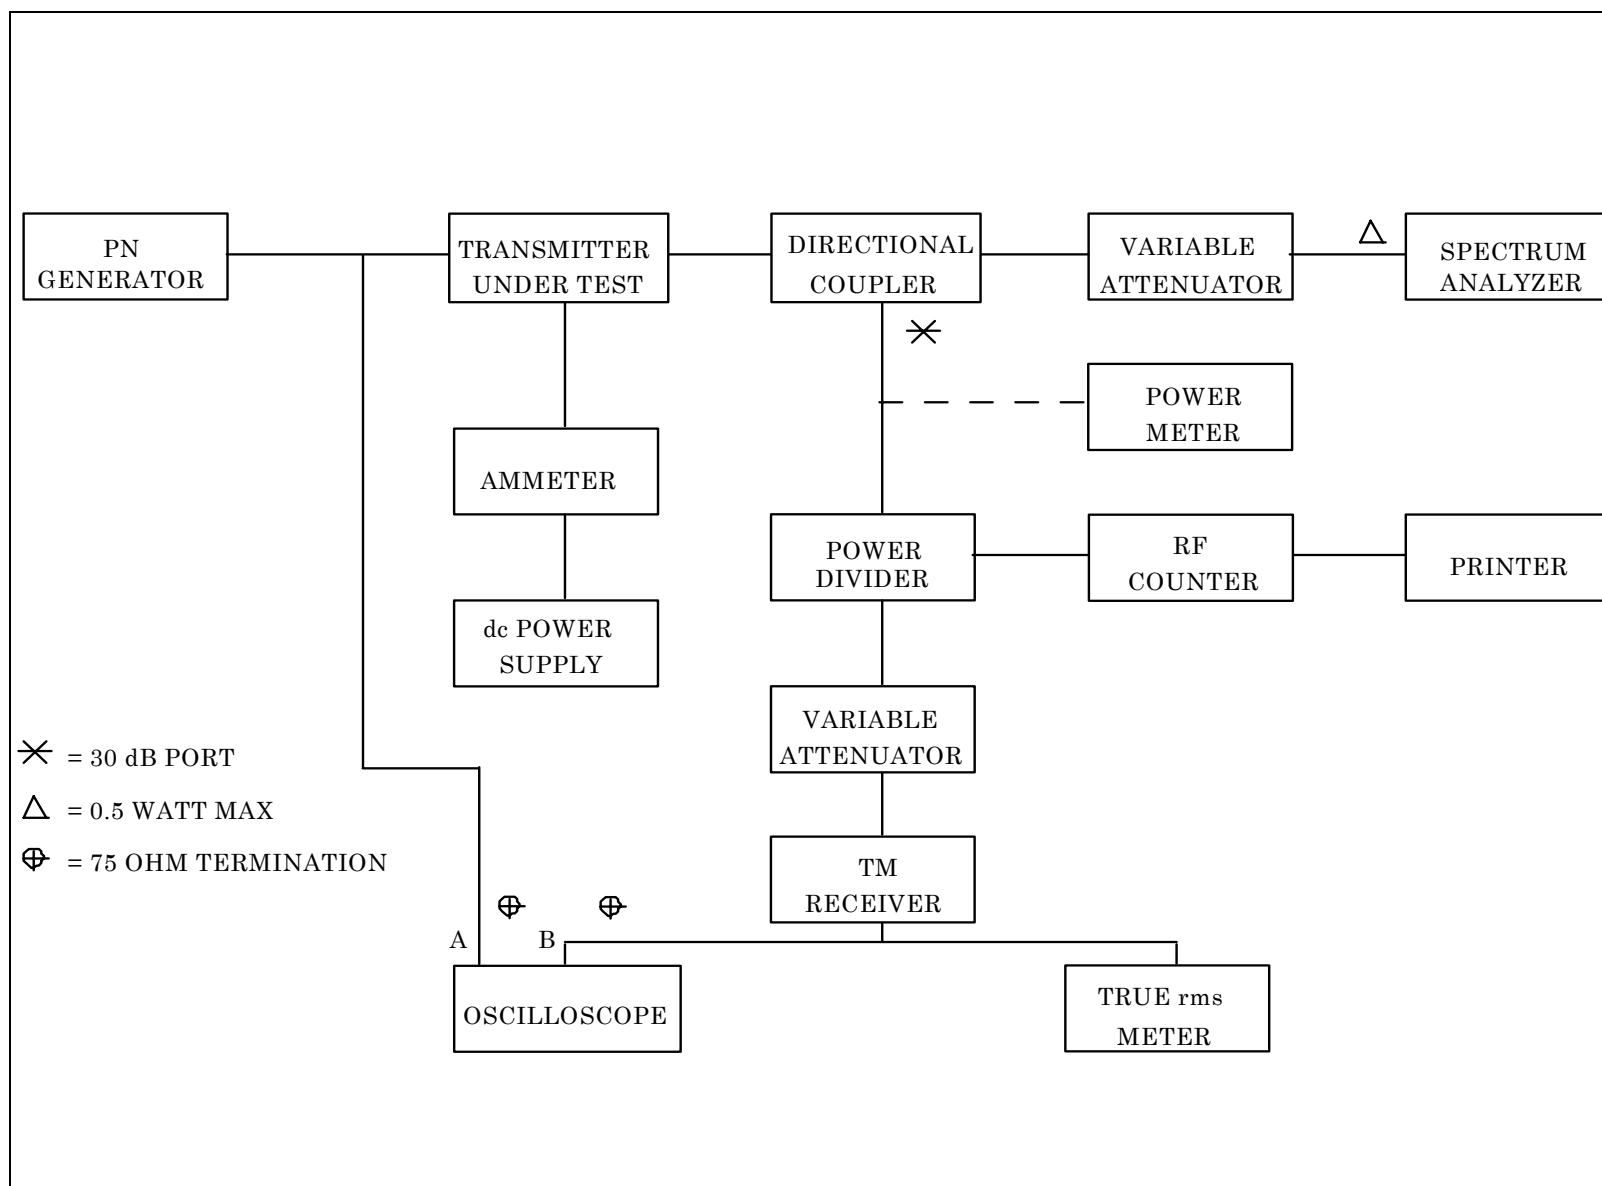 PN
GENERATOR
TRANSMITTER
UNDER TEST
DIRECTIONAL
COUPLER
VARIABLE
ATTENUATOR
SPECTRUM
ANALYZER
POWER
METER
AMMETER
POWER
DIVIDER
RF
COUNTER
PRINTER
dc POWER
SUPPLY
VARIABLE
ATTENUATOR
= 30 dB PORT
= 0.5 WATT MAX
= 75 OHM TERMINATION
TM
RECEIVER
A
B
OSCILLOSCOPE
TRUE rms
METER